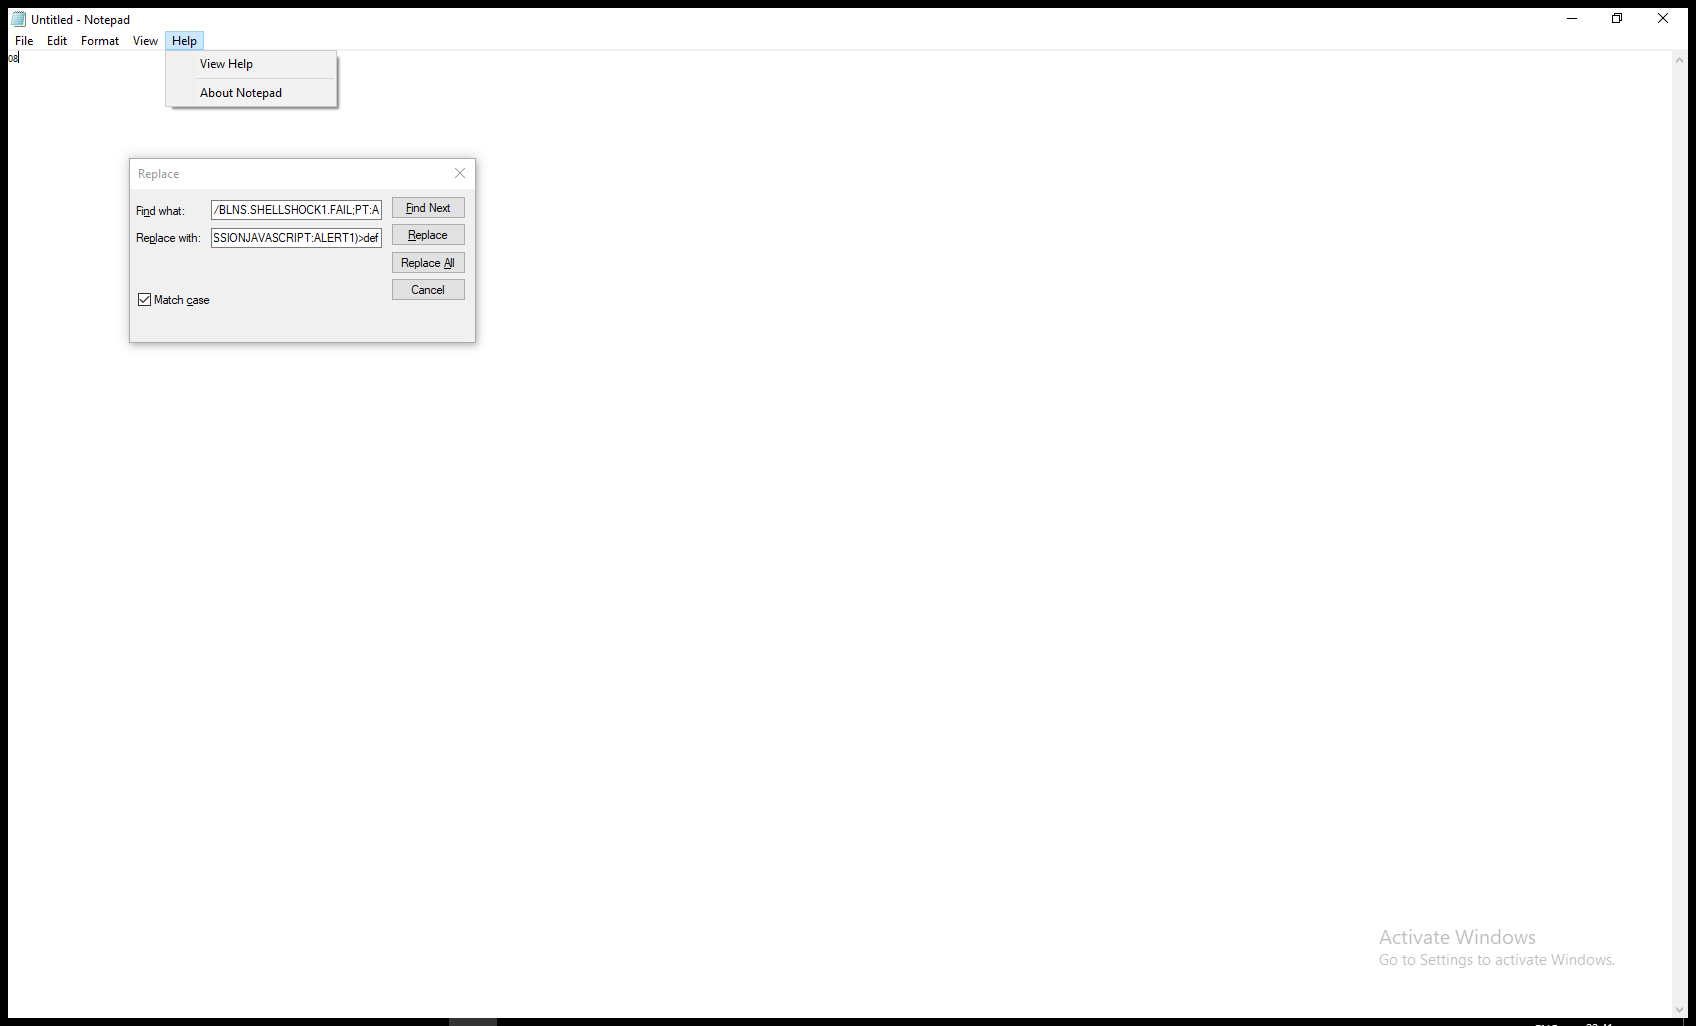 Untitled - Notepad
File Edit Format View Help
08
View Help
About Notepad
Replace
Find what: /BLNS.SHELLSHOCK1.FAIL;PT:A Find Next
Replace with: SSIONJAVASCRIPT:ALERT1)>def Replace
Replace All
Cancel
Match case
Activate Windows
Go to Settings to activate Windows.